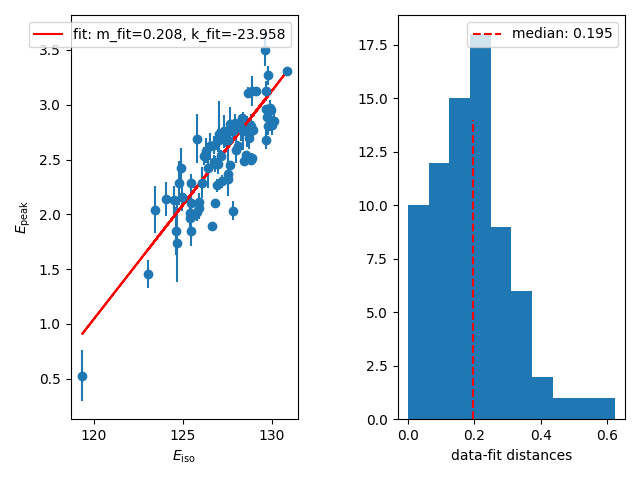 fit: m_fit=0.208, k_fit=-23.958
3.5
3.0
2.5
2.0
1.5
1.0
0.5
E_peak
120 125 130
E_iso
median: 0.195
17.5
15.0
12.5
10.0
7.5
5.0
2.5
0.0
0.0 0.2 0.4 0.6
data-fit distances